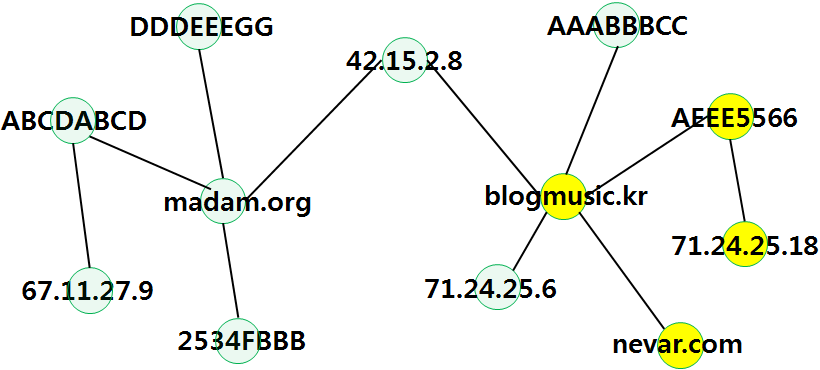 DDDEEEGG
AAABBBCC
42.15.2.8
ABCDABCD
AEEE5566
madam.org
blogmusic.kr
71.24.25.18
67.11.27.9
71.24.25.6
2534FBBB
nevar.com